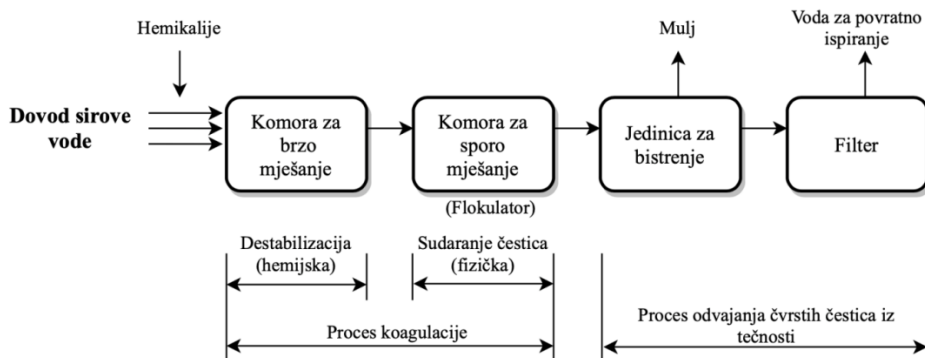 Hemikalije
Mulj
Voda za povratno
ispiranje
Dovod sirove
vode
Komora za
brzo
mješanje
Komora za
sporo
mješanje
Jedinica za
bistrenje
Filter
(Flokulator)
Destabilizacija
(hemijska)
Sudaranje čestica
(fizička)
Proces koagulacije
Proces odvajanja čvrstih čestica iz
tečnosti